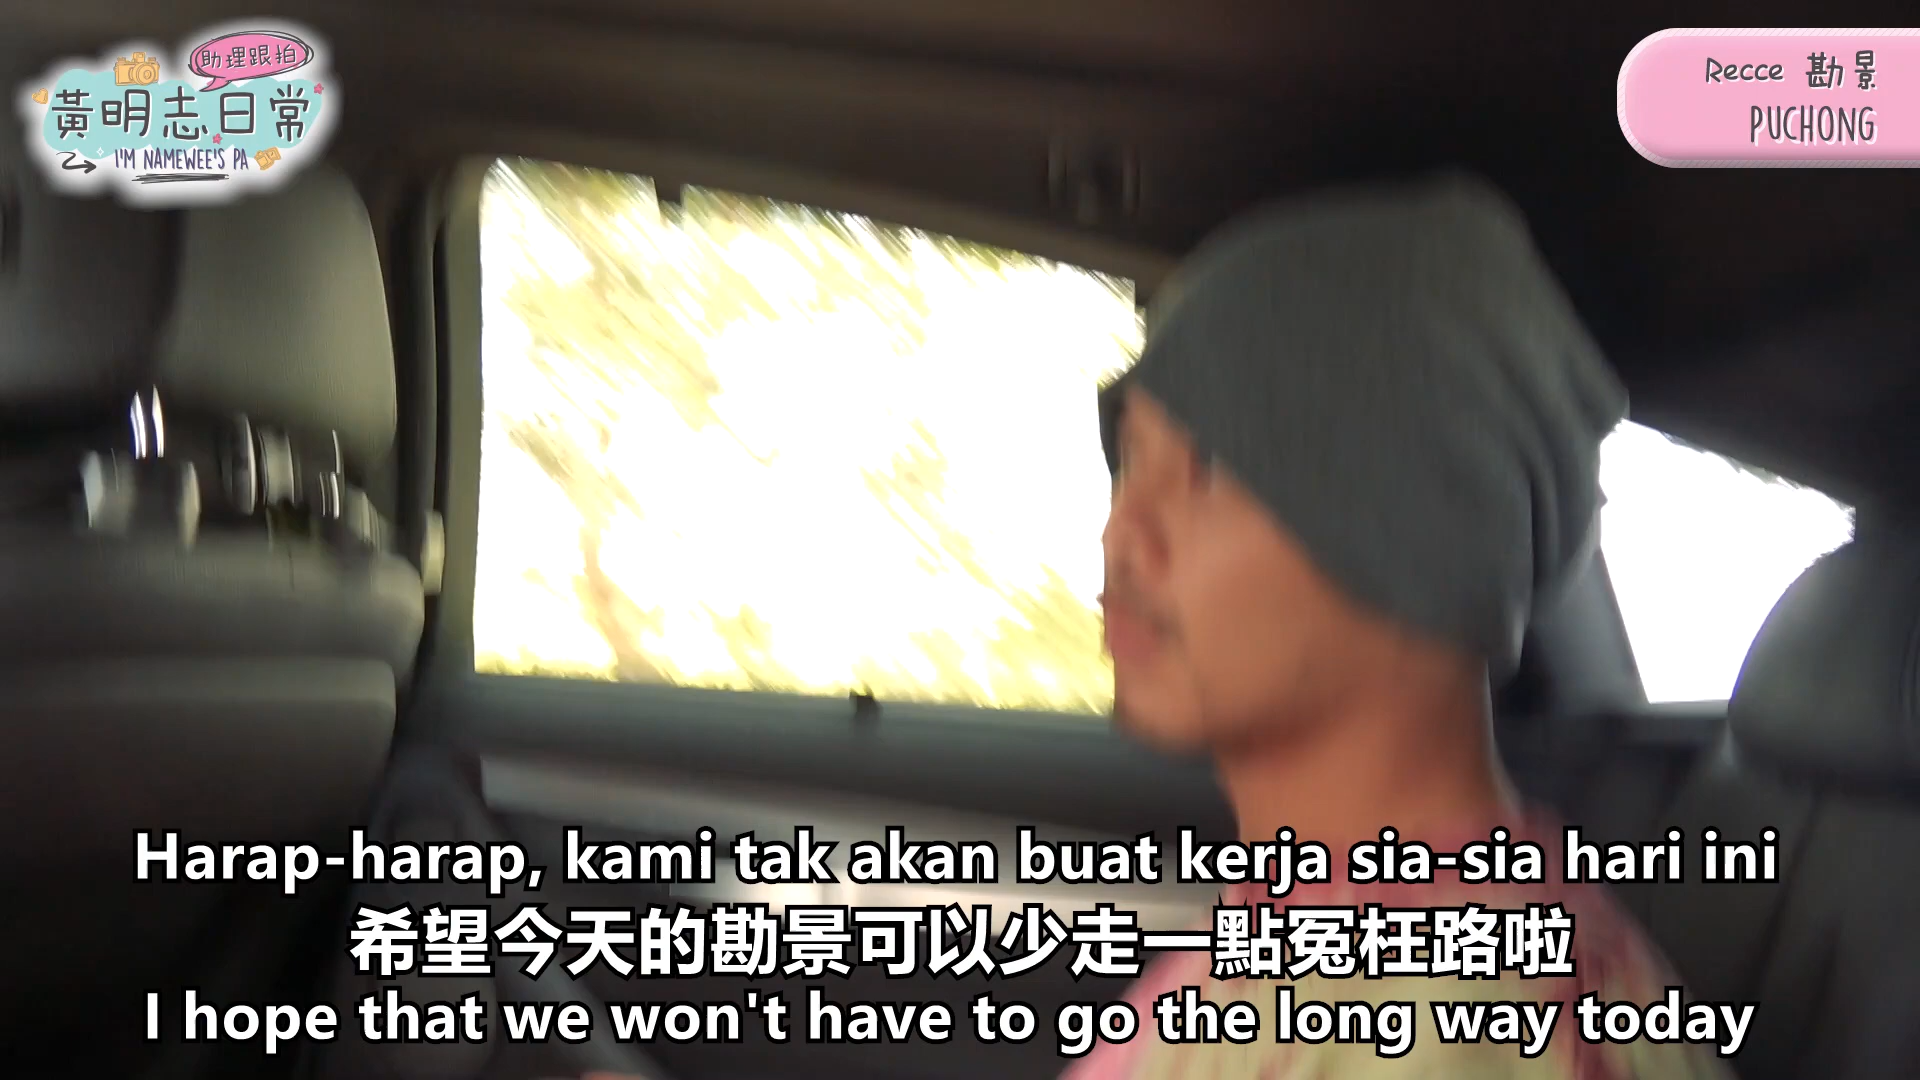 助理跟拍
黃明志日常
I'M NAMEWEE'S PA
Recce 勘景
PUCHONG
Harap-harap, kami tak akan buat kerja sia-sia hari ini
希望今天的勘景可以少走一點冤枉路啦
I hope that we won't have to go the long way today